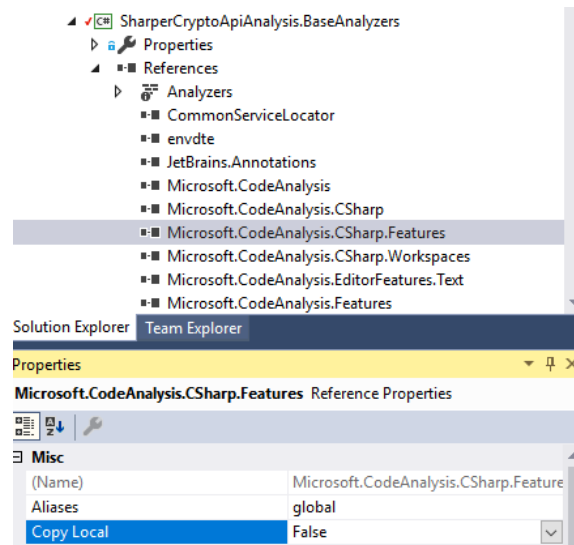 C# SharperCryptoApiAnalysis.BaseAnalyzers
Properties
References
Analyzers
CommonServiceLocator
envdte
JetBrains.Annotations
Microsoft.CodeAnalysis
Microsoft.CodeAnalysis.CSharp
Microsoft.CodeAnalysis.CSharp.Features
Microsoft.CodeAnalysis.CSharp.Workspaces
Microsoft.CodeAnalysis.EditorFeatures.Text
Microsoft.CodeAnalysis.Features
Solution Explorer Team Explorer
Properties
Microsoft.CodeAnalysis.CSharp.Features Reference Properties
Misc
(Name) Microsoft.CodeAnalysis.CSharp.Feature
Aliases global
Copy Local False